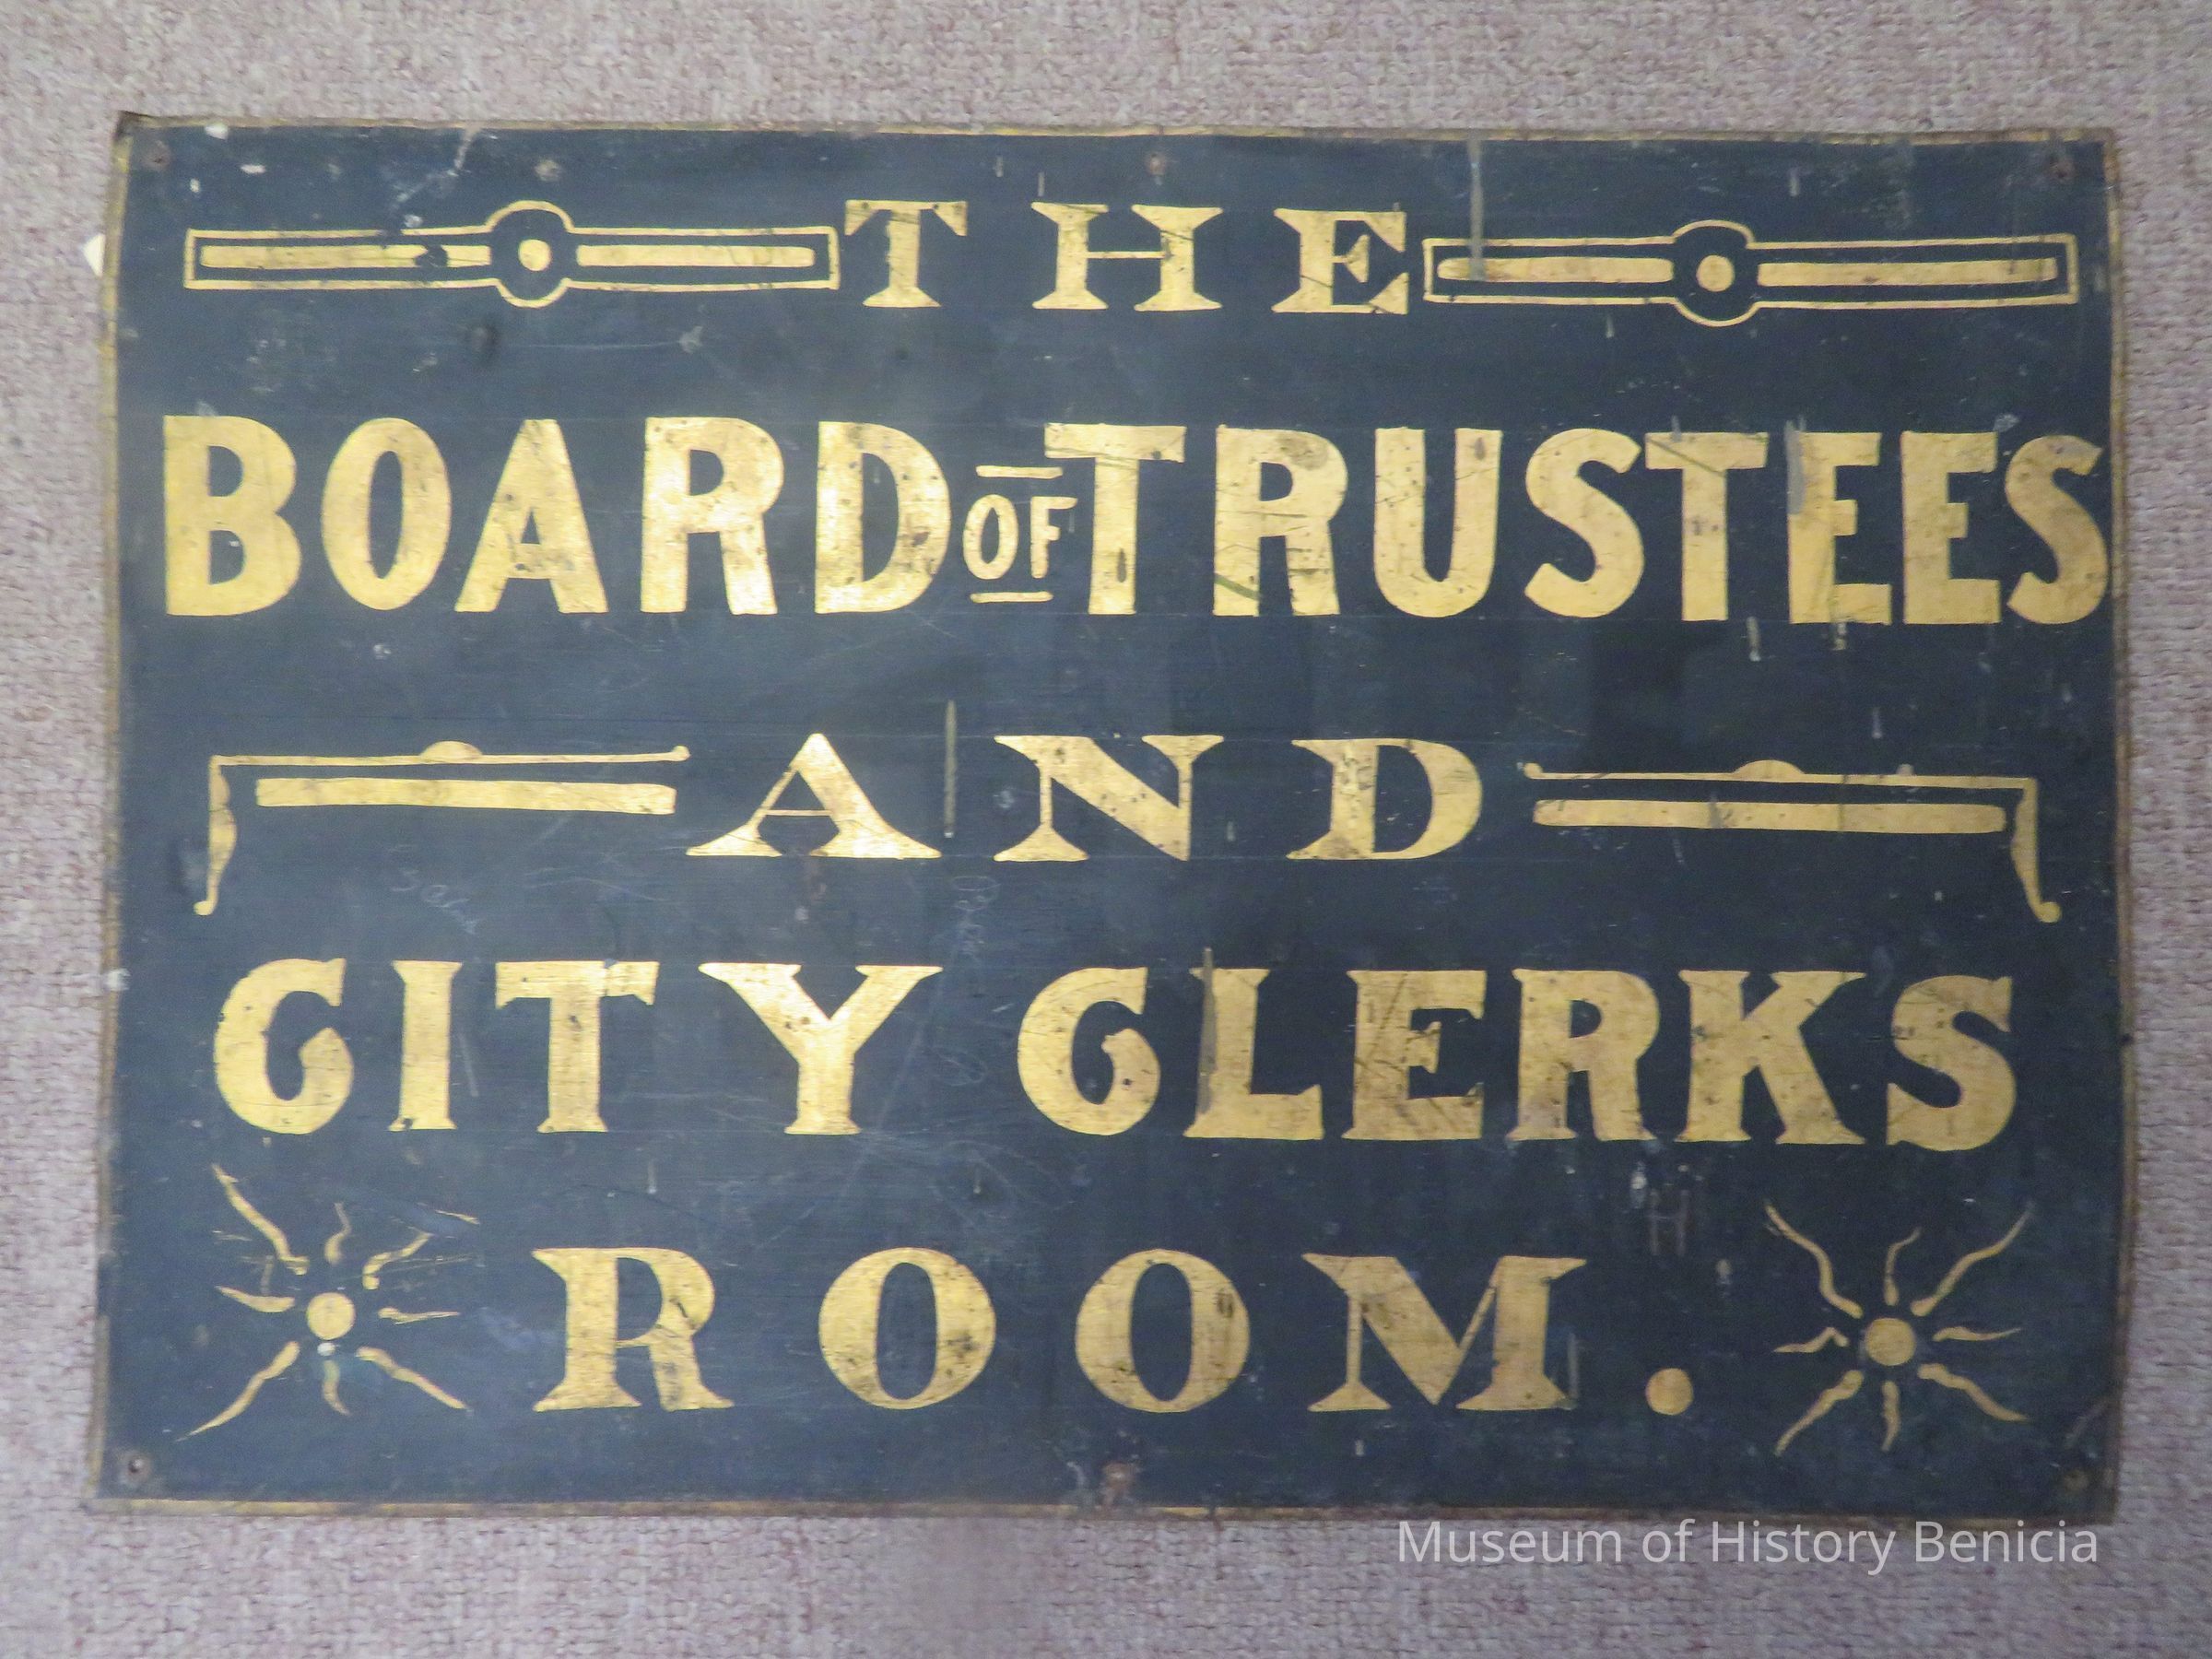 THE
BOARD OF TRUSTEES
AND
CITY CLERKS
ROOM.
Museum of History Benicia